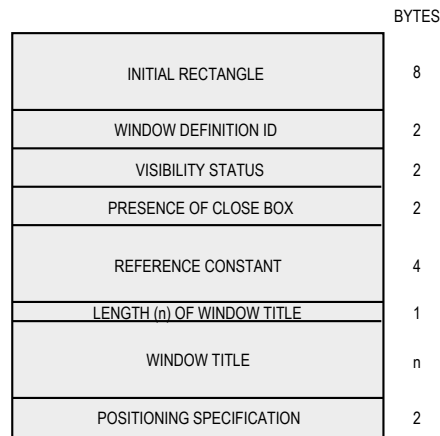 BYTES
INITIAL RECTANGLE 8
WINDOW DEFINITION ID 2
VISIBILITY STATUS 2
PRESENCE OF CLOSE BOX 2
REFERENCE CONSTANT 4
LENGTH (n) OF WINDOW TITLE 1
WINDOW TITLE n
POSITIONING SPECIFICATION 2